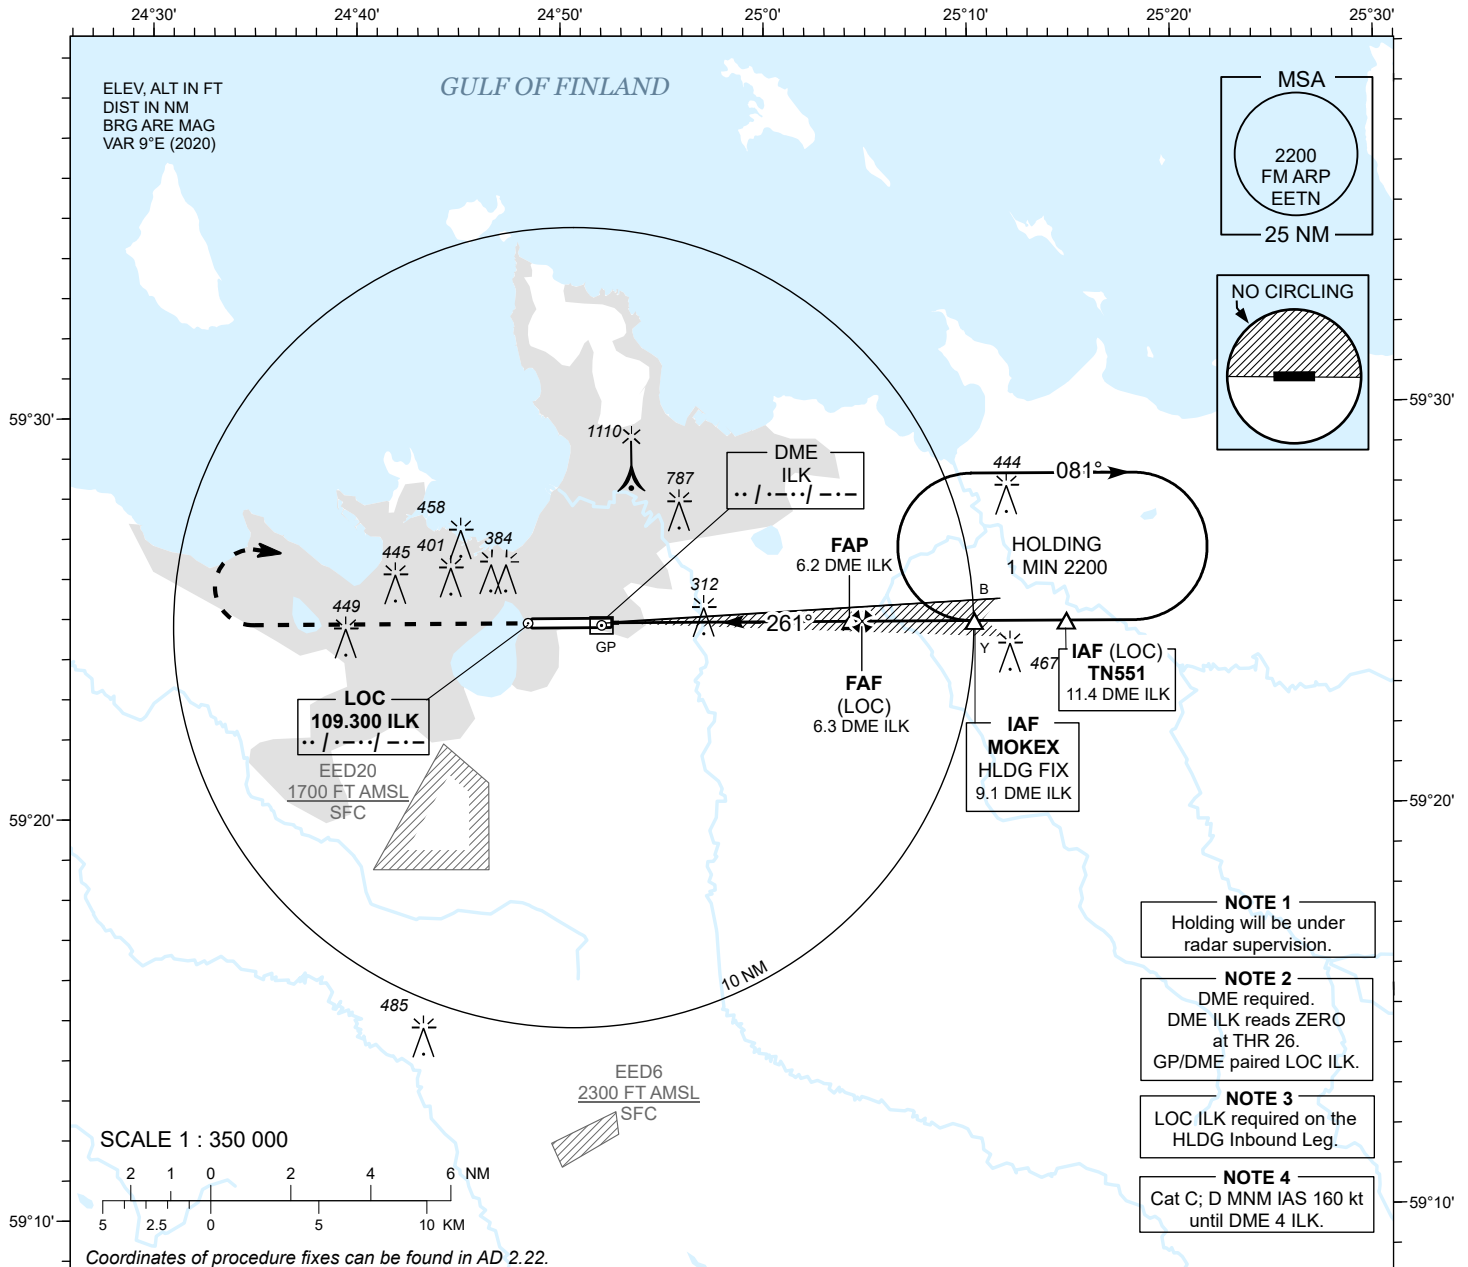 24°30'
24°40'
24°50'
25°0'
25°10'
25°20'
25°30'
ELEV, ALT IN FT
DIST IN NM
BRG ARE MAG
VAR 9°E (2020)
GULF OF FINLAND
MSA
2200
FM ARP
EETN
25 NM
NO CIRCLING
59°30'
59°30'
1110
787
DME
ILK
444
081°
HOLDING
1 MIN 2200
458
445
401
384
449
312
FAP
6.2 DME ILK
B
261°
GP
Y
467
IAF (LOC)
TN551
11.4 DME ILK
FAF
(LOC)
6.3 DME ILK
IAF
MOKEX
HLDG FIX
9.1 DME ILK
LOC
109.300 ILK
EED20
1700 FT AMSL
SFC
59°20'
59°20'
10 NM
485
EED6
2300 FT AMSL
SFC
NOTE 1
Holding will be under
radar supervision.
NOTE 2
DME required.
DME ILK reads ZERO
at THR 26.
GP/DME paired LOC ILK.
NOTE 3
LOC ILK required on the
HLDG Inbound Leg.
NOTE 4
Cat C; D MNM IAS 160 kt
until DME 4 ILK.
SCALE 1 : 350 000
2 1 0 2 4 6 NM
5 2.5 0 5 10 KM
59°10'
59°10'
Coordinates of procedure fixes can be found in AD 2.22.